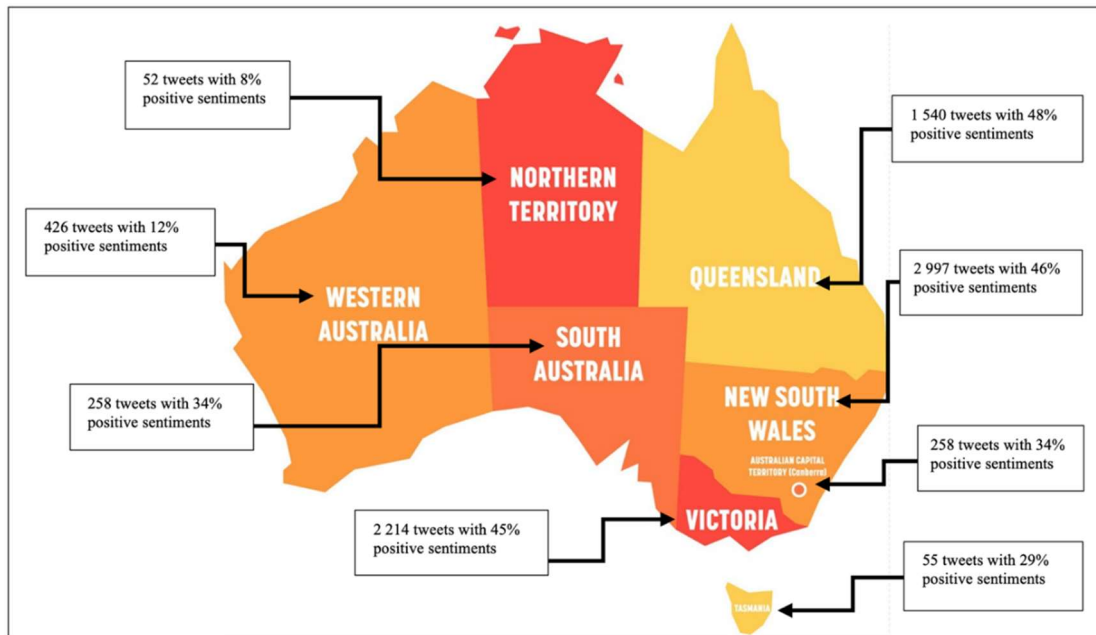 52 tweets with 8%
positive sentiments
1 540 tweets with 48%
positive sentiments
NORTHERN
TERRITORY
426 tweets with 12%
positive sentiments
QUEENSLAND
2 997 tweets with 46%
positive sentiments
WESTERN
AUSTRALIA
SOUTH
AUSTRALIA
258 tweets with 34%
positive sentiments
NEW SOUTH
WALES
AUSTRALIAN CAPITAL
TERRITORY (Canberra)
258 tweets with 34%
positive sentiments
2 214 tweets with 45%
positive sentiments
VICTORIA
55 tweets with 29%
positive sentiments
TASMANIA